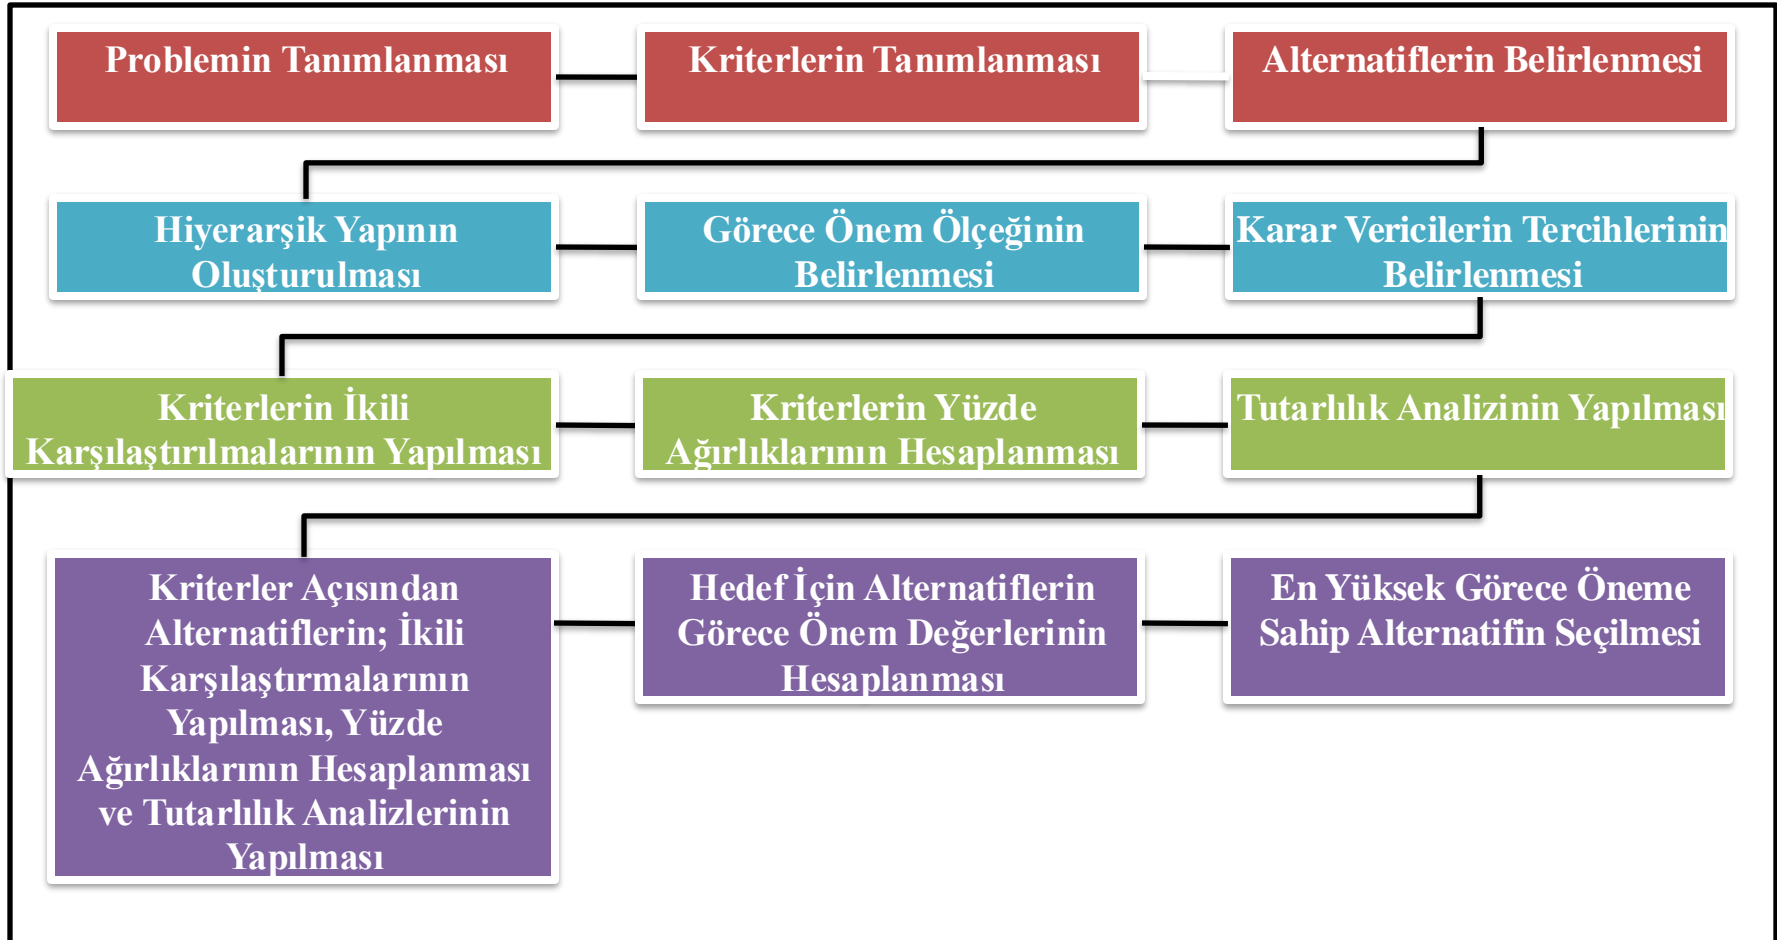 Problemin Tanımlanması
Kriterlerin Tanımlanması
Alternatiflerin Belirlenmesi
Hiyerarşik Yapının
Oluşturulması
Görece Önem Ölçeğinin
Belirlenmesi
Karar Vericilerin Tercihlerinin
Belirlenmesi
Kriterlerin İkili
Karşılaştırılmalarının Yapılması
Kriterlerin Yüzde
Ağırlıklarının Hesaplanması
Tutarlılık Analizinin Yapılması
Kriterler Açısından
Alternatiflerin; İkili
Karşılaştırmalarının
Yapılması, Yüzde
Ağırlıklarının Hesaplanması
ve Tutarlılık Analizlerinin
Yapılması
Hedef İçin Alternatiflerin
Görece Önem Değerlerinin
Hesaplanması
En Yüksek Görece Öneme
Sahip Alternatifin Seçilmesi